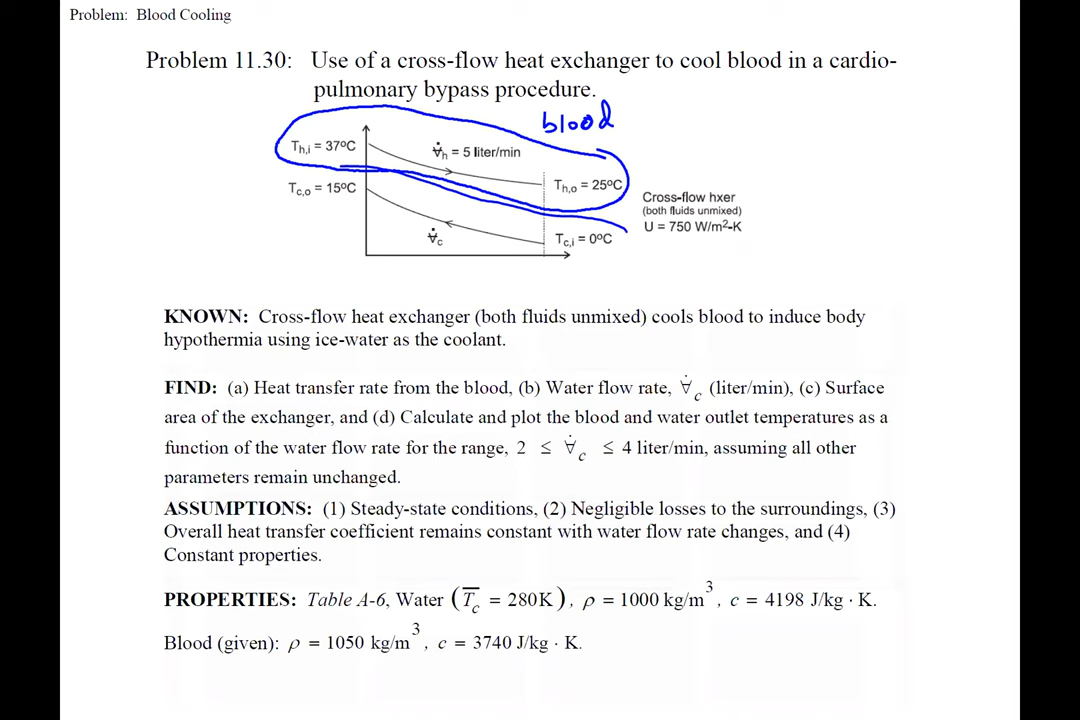 Problem: Blood Cooling
Problem 11.30: Use of a cross-flow heat exchanger to cool blood in a cardio-
pulmonary bypass procedure.
blood
Th,i = 37ºC
∀̇h = 5 liter/min
Tc,o = 15ºC
Th,o = 25ºC
Cross-flow hxer
(both fluids unmixed)
U = 750 W/m²-K
∀̇c
Tc,i = 0ºC
KNOWN: Cross-flow heat exchanger (both fluids unmixed) cools blood to induce body
hypothermia using ice-water as the coolant.
FIND: (a) Heat transfer rate from the blood, (b) Water flow rate, ∀̇c (liter/min), (c) Surface
area of the exchanger, and (d) Calculate and plot the blood and water outlet temperatures as a
function of the water flow rate for the range, 2 ≤ ∀̇c ≤ 4 liter/min, assuming all other
parameters remain unchanged.
ASSUMPTIONS: (1) Steady-state conditions, (2) Negligible losses to the surroundings, (3)
Overall heat transfer coefficient remains constant with water flow rate changes, and (4)
Constant properties.
PROPERTIES: Table A-6, Water (T̅c = 280K), ρ = 1000 kg/m³, c = 4198 J/kg · K.
Blood (given): ρ = 1050 kg/m³, c = 3740 J/kg · K.